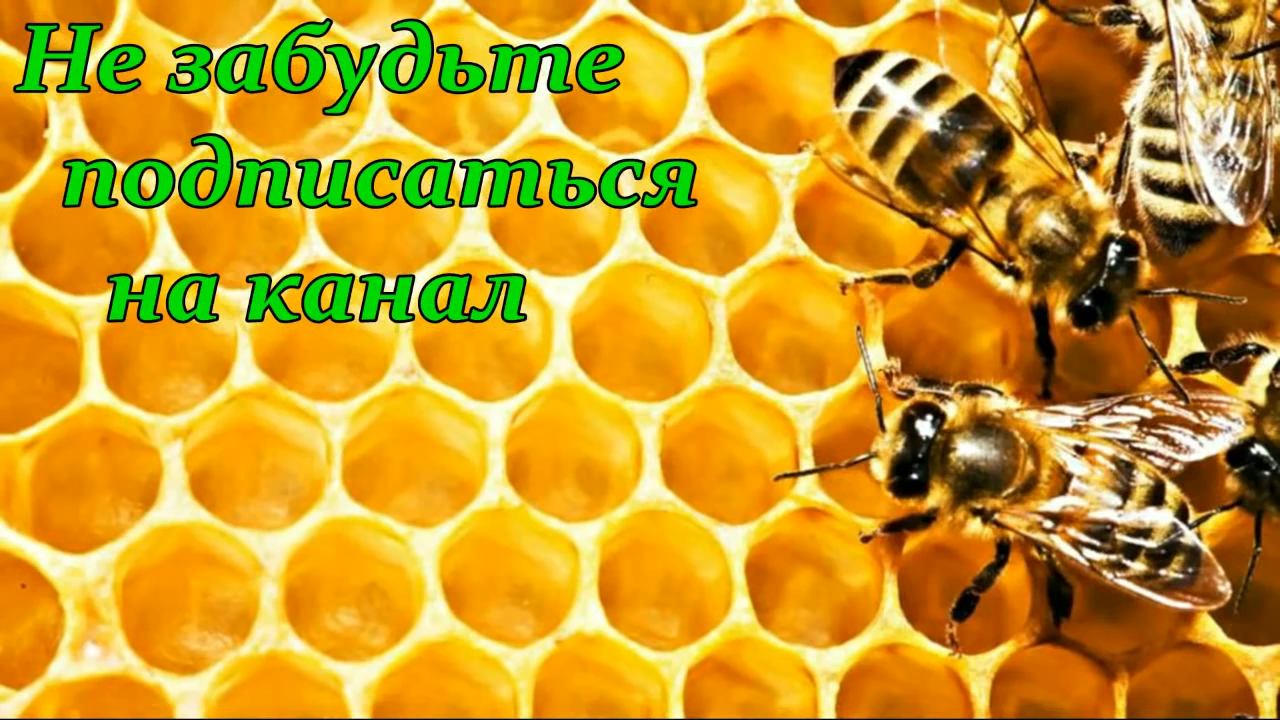 Не забудьте
подписаться
на канал